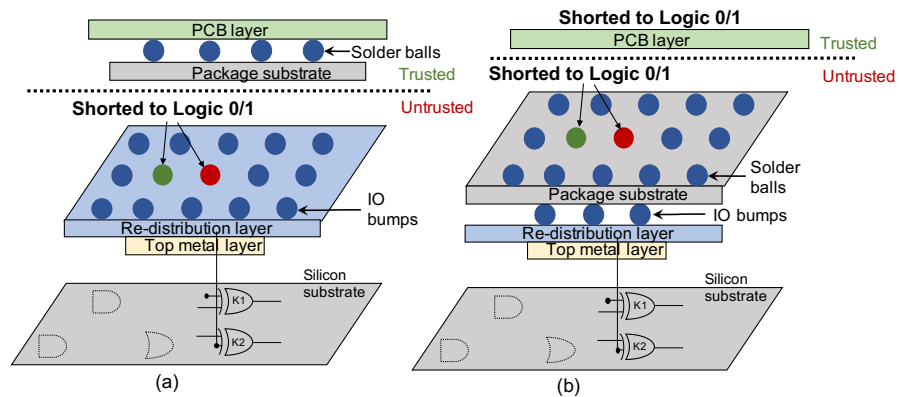 PCB layer
Solder balls
Package substrate
Trusted
Shorted to Logic 0/1
Untrusted
IO
bumps
Re-distribution layer
Top metal layer
Silicon
substrate
K1
K2
(a)
Shorted to Logic 0/1
PCB layer
Trusted
Shorted to Logic 0/1
Untrusted
Solder
balls
Package substrate
IO bumps
Re-distribution layer
Top metal layer
Silicon
substrate
K1
K2
(b)